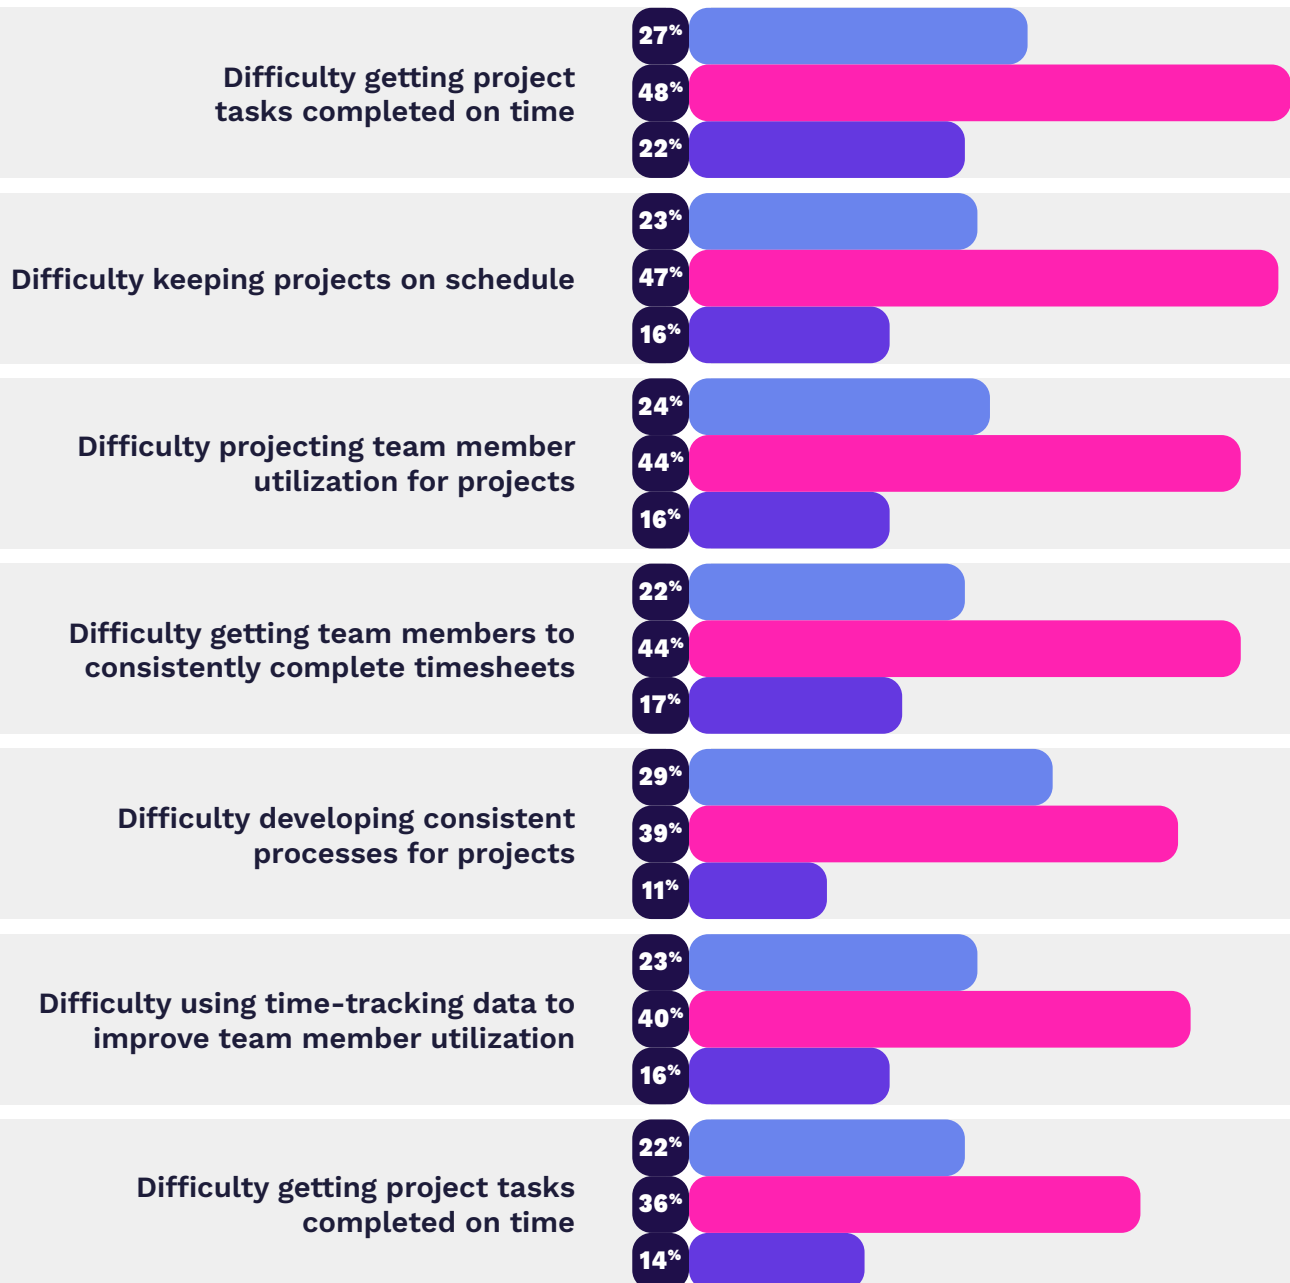 27%
Difficulty getting project
48%
tasks completed on time
22%
23%
Difficulty keeping projects on schedule
47%
16%
24%
Difficulty projecting team member
44%
utilization for projects
16%
22%
Difficulty getting team members to
44%
consistently complete timesheets
17%
29%
Difficulty developing consistent
39%
processes for projects
11%
23%
Difficulty using time-tracking data to
40%
improve team member utilization
16%
22%
Difficulty getting project tasks
36%
completed on time
14%